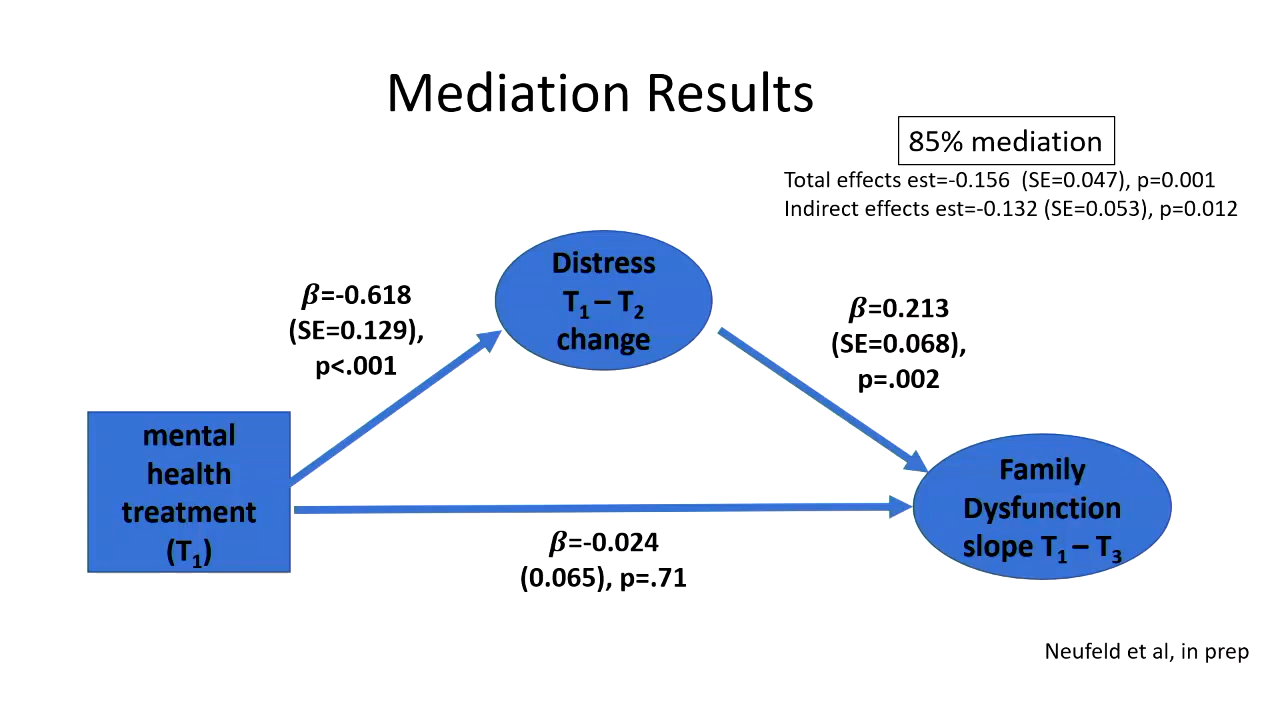 Mediation Results
85% mediation
Total effects est=-0.156 (SE=0.047), p=0.001
Indirect effects est=-0.132 (SE=0.053), p=0.012
Distress
T₁ – T₂
change
𝜷=-0.618
(SE=0.129),
p<.001
𝜷=0.213
(SE=0.068),
p=.002
mental
health
treatment
(T₁)
Family
Dysfunction
slope T₁ – T₃
𝜷=-0.024
(0.065), p=.71
Neufeld et al, in prep